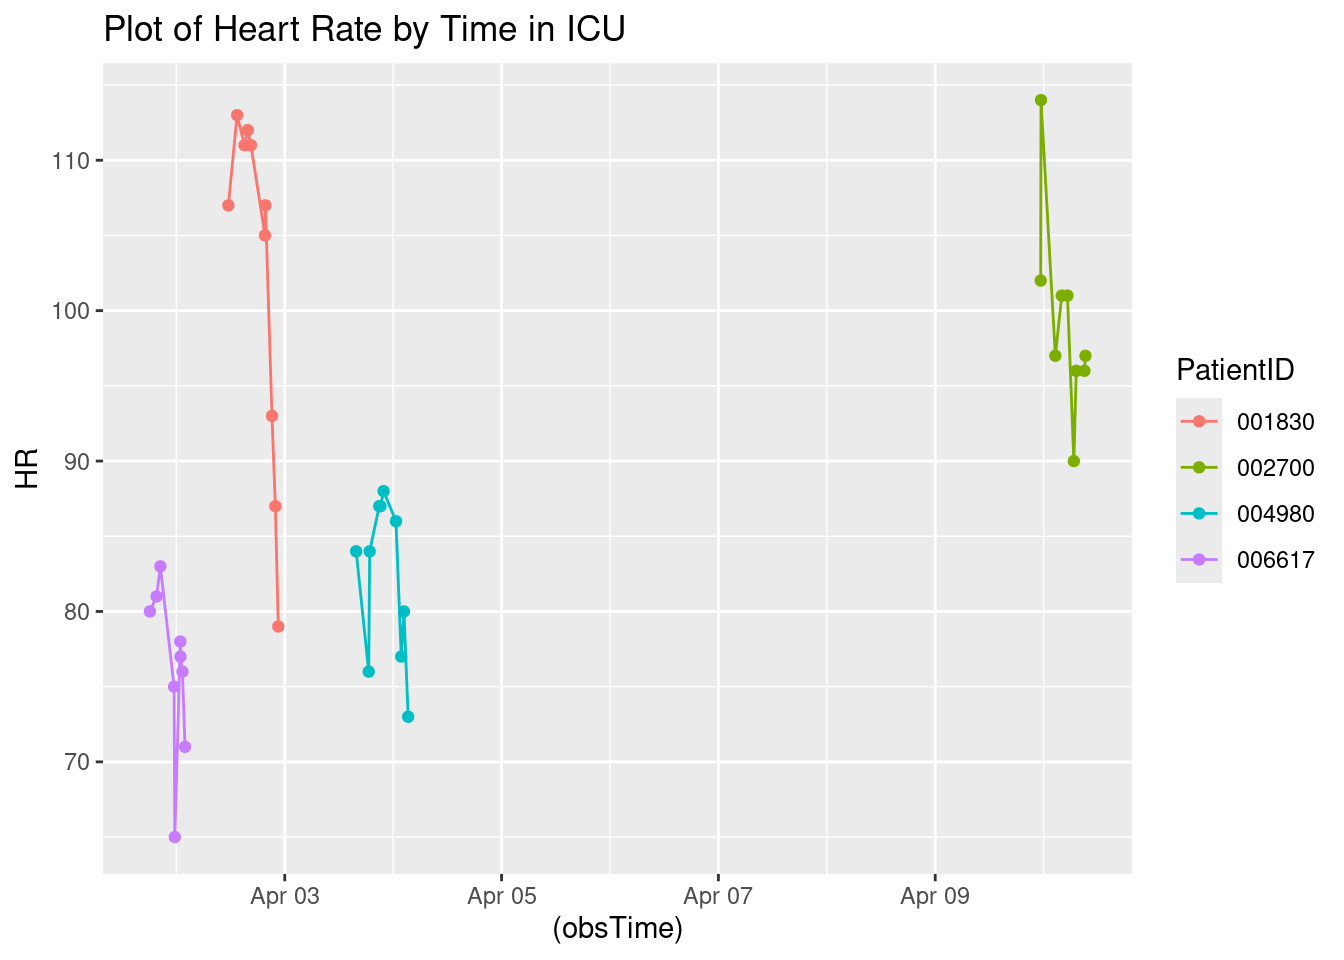 Plot of Heart Rate by Time in ICU
HR
110
100
90
80
70
Apr 03
Apr 05
Apr 07
Apr 09
(obsTime)
PatientID
001830
002700
004980
006617